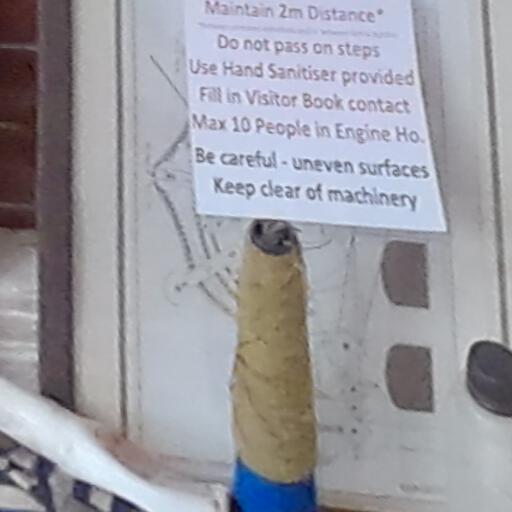 Maintain 2m Distance*
Do not pass on steps
Use Hand Sanitiser provided
Fill in Visitor Book contact
Max 10 People in Engine Ho.
Be careful - uneven surfaces
Keep clear of machinery